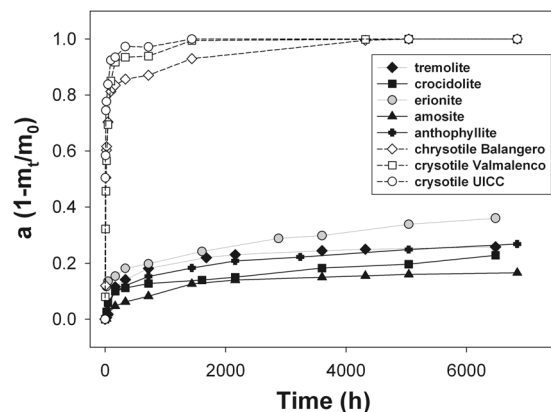 a (1-mt/m0)
1.0
0.8
0.6
0.4
0.2
0.0
tremolite
crocidolite
erionite
amosite
anthophyllite
chrysotile Balangero
crysotile Valmalenco
crysotile UICC
0
2000
4000
6000
Time (h)